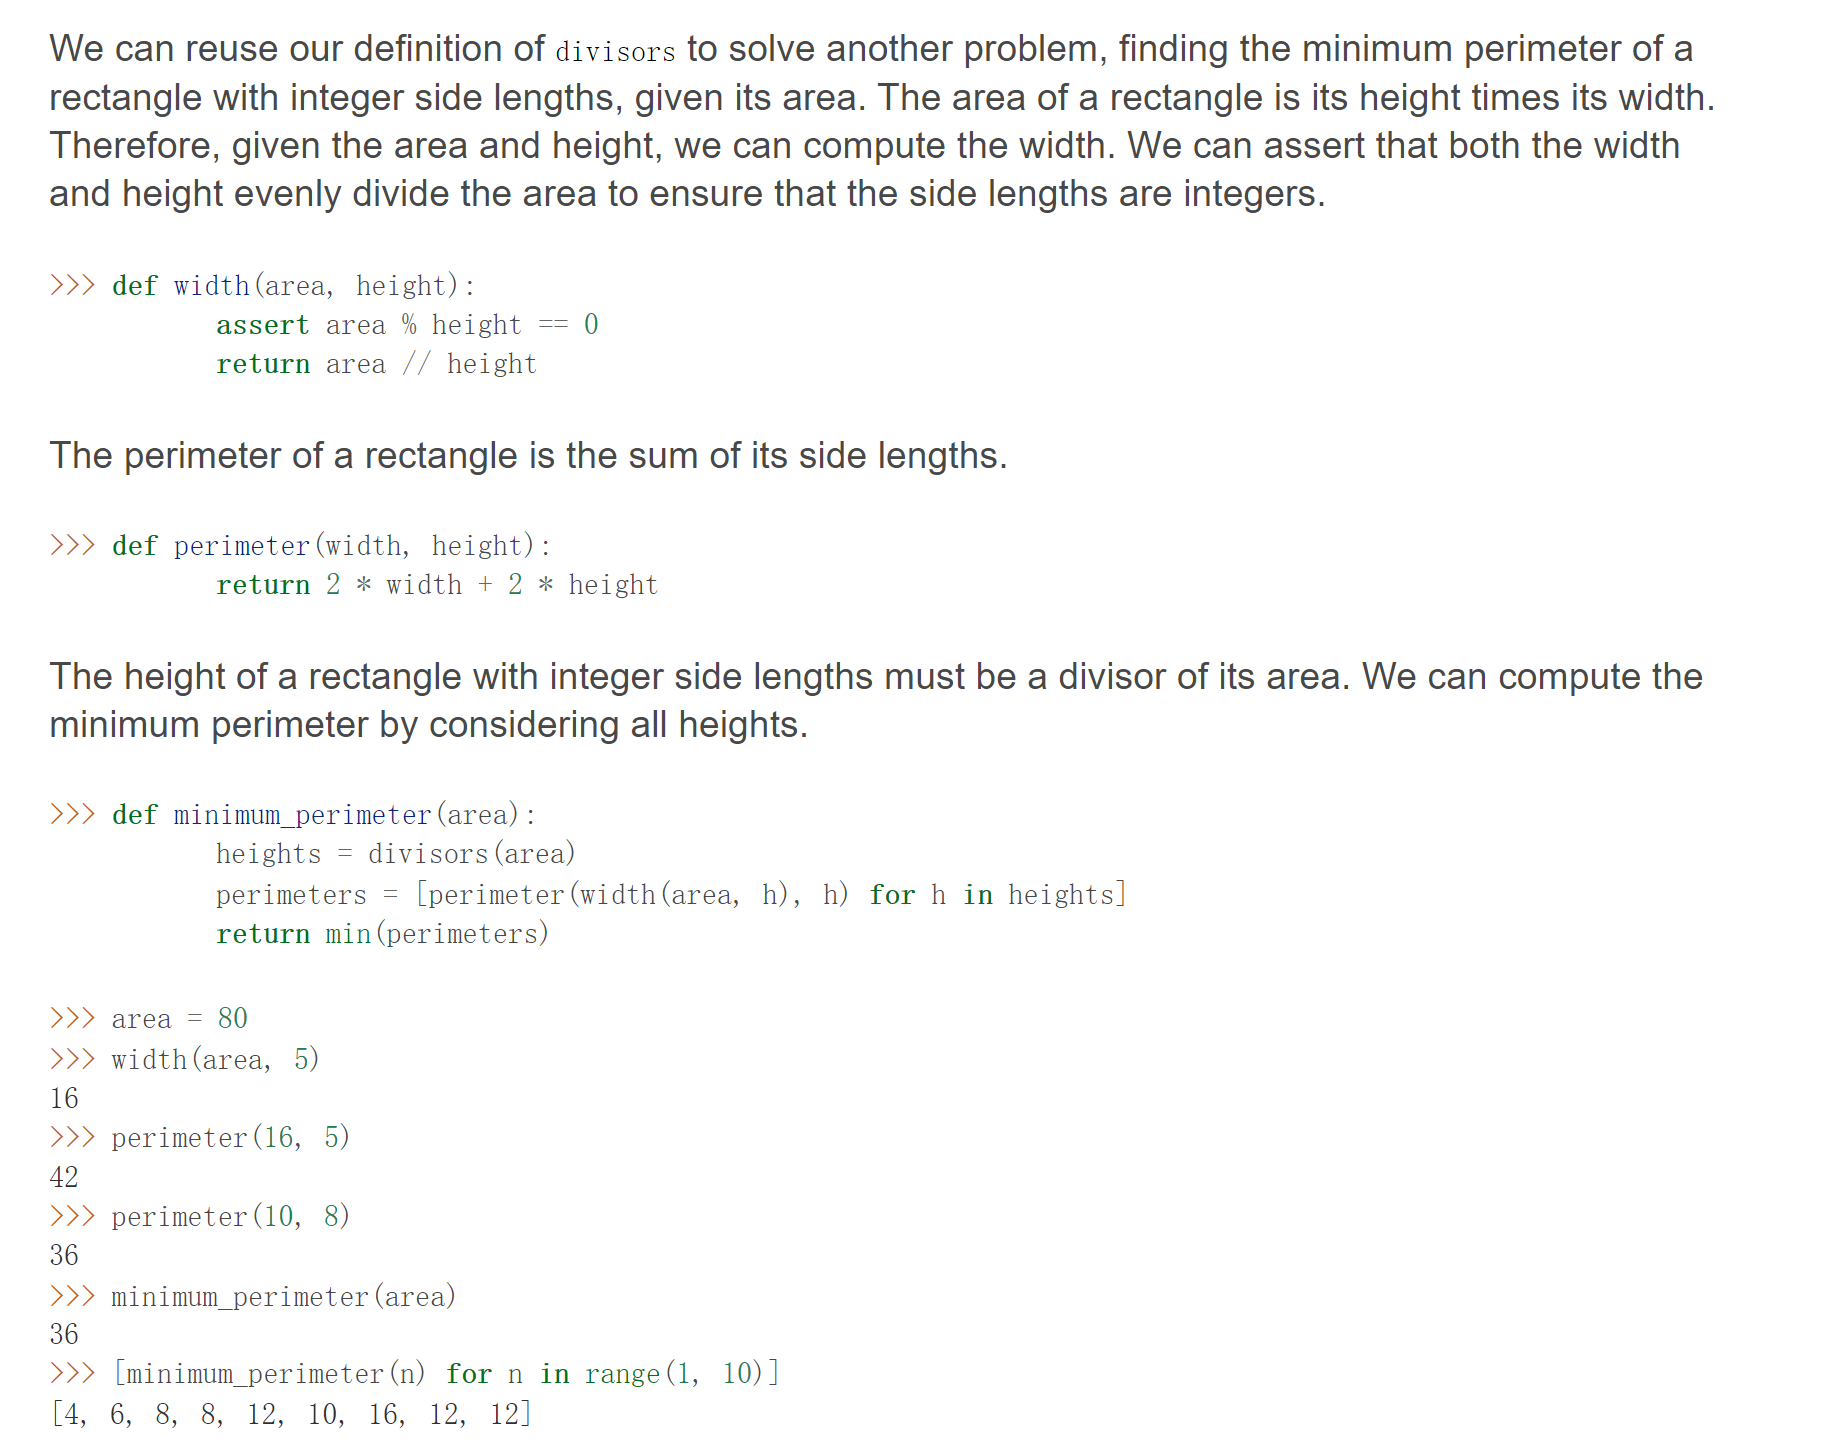 We can reuse our definition of divisors to solve another problem, finding the minimum perimeter of a
rectangle with integer side lengths, given its area. The area of a rectangle is its height times its width.
Therefore, given the area and height, we can compute the width. We can assert that both the width
and height evenly divide the area to ensure that the side lengths are integers.
>>> def width(area, height):
        assert area % height == 0
        return area // height
The perimeter of a rectangle is the sum of its side lengths.
>>> def perimeter(width, height):
        return 2 * width + 2 * height
The height of a rectangle with integer side lengths must be a divisor of its area. We can compute the
minimum perimeter by considering all heights.
>>> def minimum_perimeter(area):
        heights = divisors(area)
        perimeters = [perimeter(width(area, h), h) for h in heights]
        return min(perimeters)
>>> area = 80
>>> width(area, 5)
16
>>> perimeter(16, 5)
42
>>> perimeter(10, 8)
36
>>> minimum_perimeter(area)
36
>>> [minimum_perimeter(n) for n in range(1, 10)]
[4, 6, 8, 8, 12, 10, 16, 12, 12]